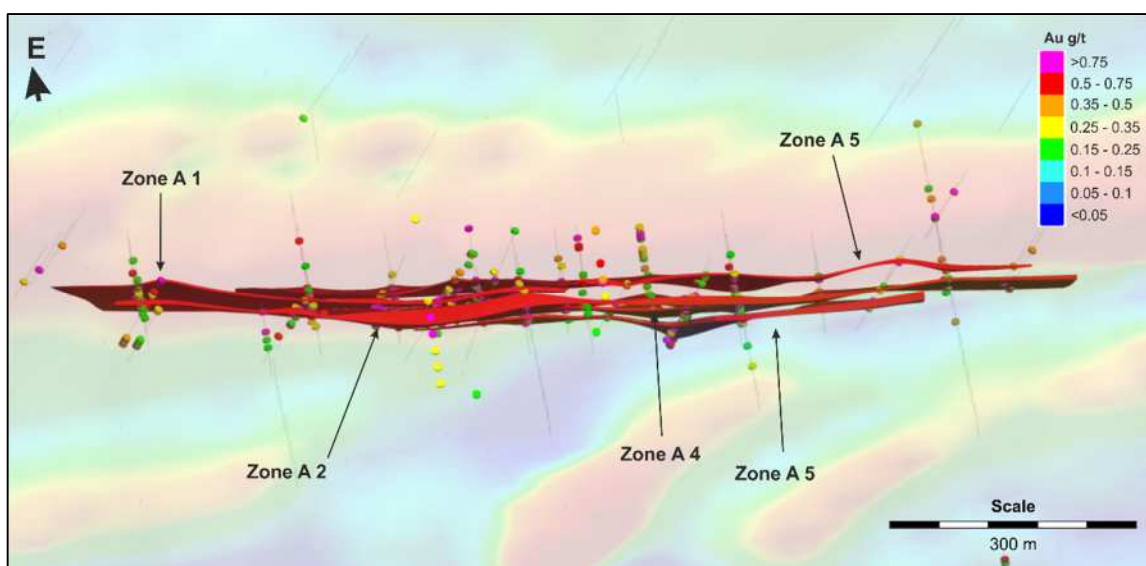 E
Au g/t
>0.75
0.5 - 0.75
0.35 - 0.5
0.25 - 0.35
0.15 - 0.25
0.1 - 0.15
0.05 - 0.1
<0.05
Zone A 5
Zone A 1
Zone A 2
Zone A 4
Zone A 5
Scale
300 m